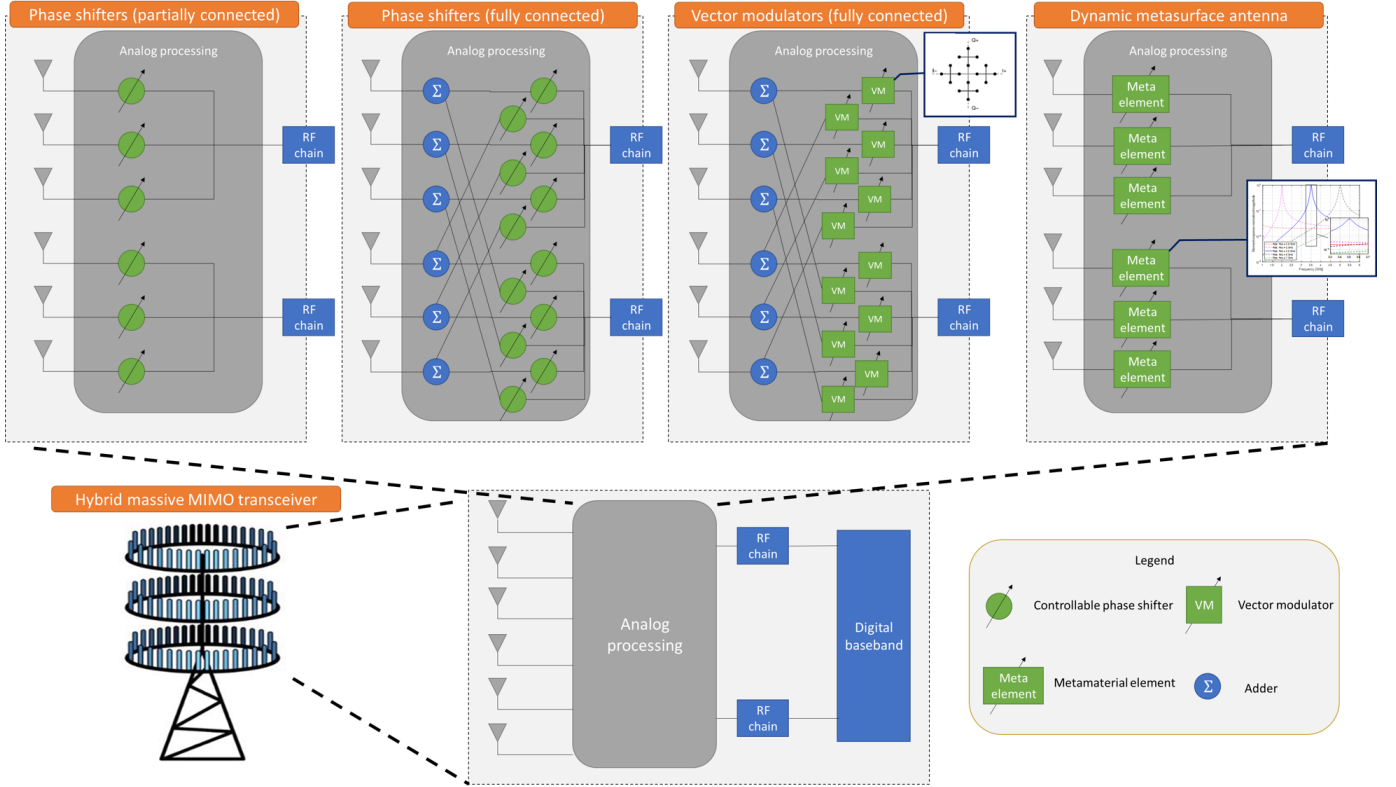 Phase shifters (partially connected)
Analog processing
RF
chain
RF
chain
Phase shifters (fully connected)
Analog processing
Σ
Σ
Σ
Σ
Σ
Σ
RF
chain
RF
chain
Vector modulators (fully connected)
Analog processing
Q+
Q-
Σ
Σ
Σ
Σ
Σ
Σ
VM
VM
VM
VM
VM
VM
VM
VM
VM
VM
VM
VM
RF
chain
RF
chain
Dynamic metasurface antenna
Analog processing
Meta
element
Meta
element
Meta
element
Meta
element
Meta
element
Meta
element
RF
chain
RF
chain
Frequency [GHz]
Hybrid massive MIMO transceiver
Analog
processing
RF
chain
RF
chain
Digital
baseband
Legend
Controllable phase shifter
VM
Vector modulator
Meta
element
Metamaterial element
Σ
Adder